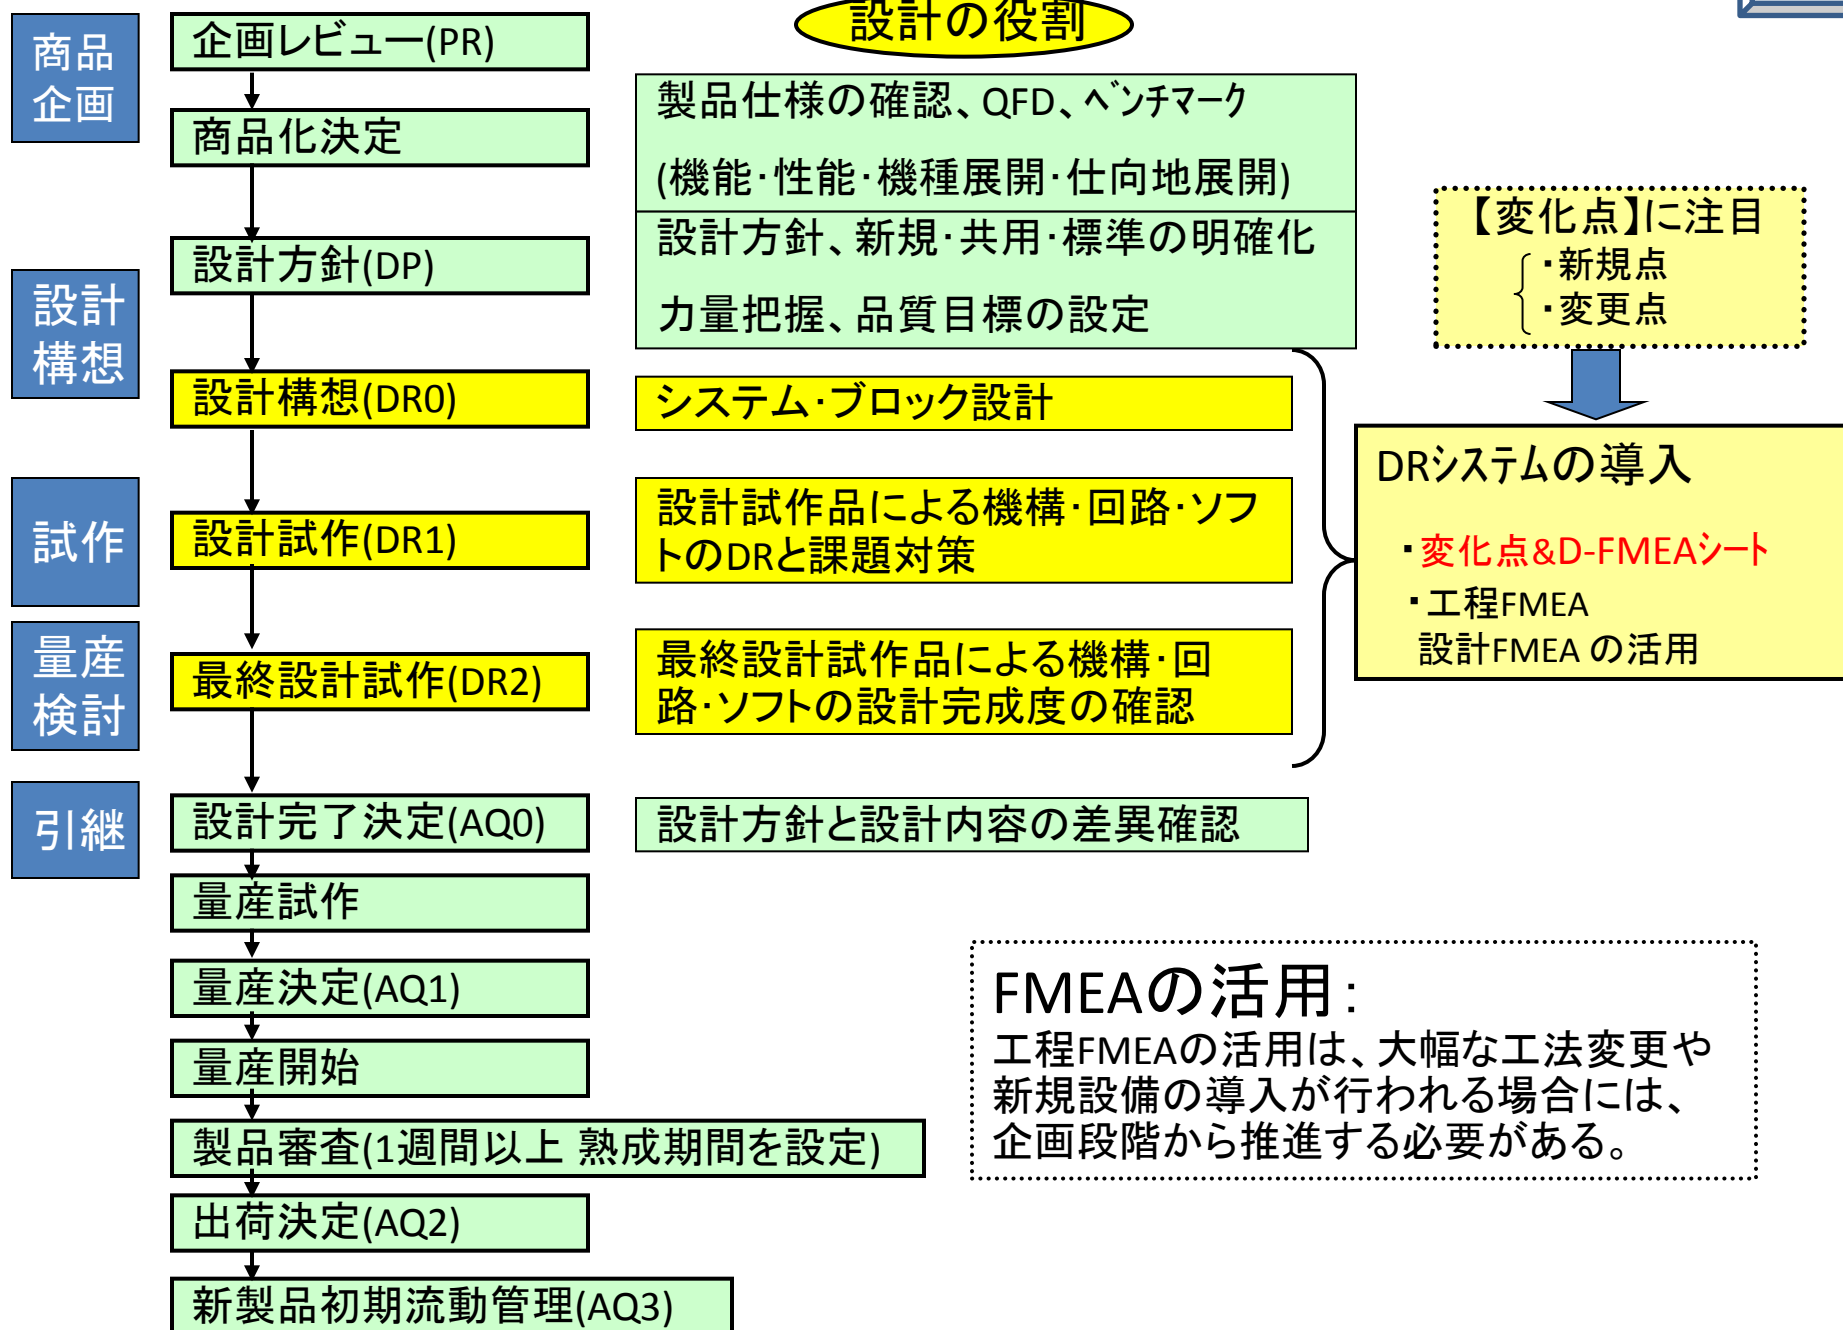 設計の役割
商品
企画
企画レビュー(PR)
商品化決定
製品仕様の確認、QFD、ﾍﾞﾝﾁﾏｰｸ
(機能・性能・機種展開・仕向地展開)
設計方針、新規・共用・標準の明確化
力量把握、品質目標の設定
設計
構想
設計方針(DP)
設計構想(DR0)
システム・ブロック設計
試作
設計試作(DR1)
設計試作品による機構・回路・ソフ
トのDRと課題対策
量産
検討
最終設計試作(DR2)
最終設計試作品による機構・回
路・ソフトの設計完成度の確認
引継
設計完了決定(AQ0)
設計方針と設計内容の差異確認
量産試作
量産決定(AQ1)
量産開始
製品審査(1週間以上 熟成期間を設定)
出荷決定(AQ2)
新製品初期流動管理(AQ3)
【変化点】に注目
・新規点
・変更点
DRｼｽﾃﾑの導入
・変化点&D-FMEAｼｰﾄ
・工程FMEA
設計FMEA の活用
FMEAの活用：
工程FMEAの活用は、大幅な工法変更や
新規設備の導入が行われる場合には、
企画段階から推進する必要がある。